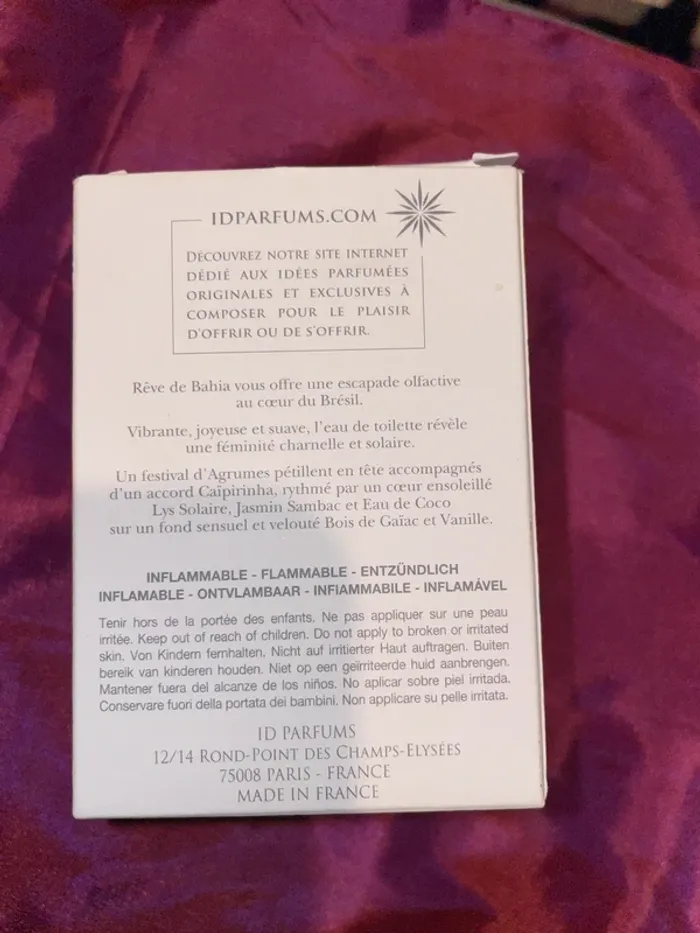 IDPARFUMS.COM
DÉCOUVREZ NOTRE SITE INTERNET
DÉDIÉ AUX IDÉES PARFUMÉES
ORIGINALES ET EXCLUSIVES À
COMPOSER POUR LE PLAISIR
D'OFFRIR OU DE S'OFFRIR.
Rêve de Bahia vous offre une escapade olfactive
au cœur du Brésil.
Vibrante, joyeuse et suave, l'eau de toilette révèle
une féminité charnelle et solaire.
Un festival d'Agrumes pétillent en tête accompagnés
d'un accord Caïpirinha, rythmé par un cœur ensoleillé
Lys Solaire, Jasmin Sambac et Eau de Coco
sur un fond sensuel et velouté Bois de Gaïac et Vanille.
INFLAMMABLE - FLAMMABLE - ENTZÜNDLICH
INFLAMABLE - ONTVLAMBAAR - INFIAMMABILE - INFLAMÁVEL
Tenir hors de la portée des enfants. Ne pas appliquer sur une peau
irritée. Keep out of reach of children. Do not apply to broken or irritated
skin. Von Kindern fernhalten. Nicht auf irritierter Haut auftragen. Buiten
bereik van kinderen houden. Niet op een geïrriteerde huid aanbrengen.
Mantener fuera del alcanze de los niños. No aplicar sobre piel irritada.
Conservare fuori della portata dei bambini. Non applicare su pelle irritata.
ID PARFUMS
12/14 ROND-POINT DES CHAMPS-ELYSÉES
75008 PARIS - FRANCE
MADE IN FRANCE